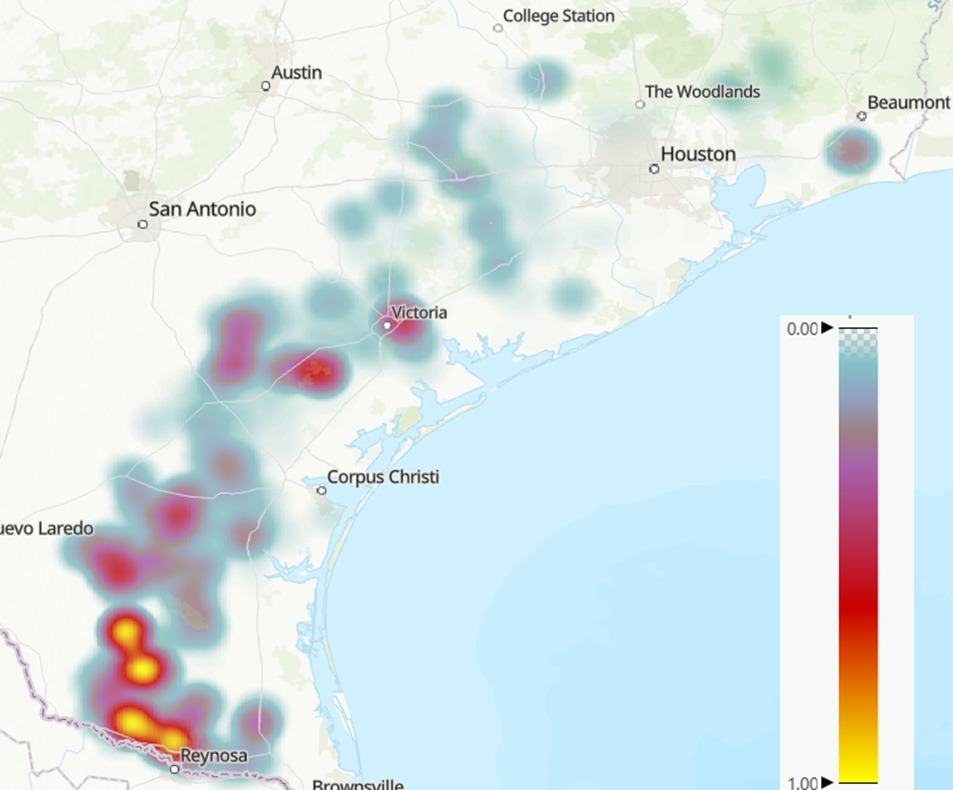 College Station
Austin
The Woodlands
Beaumont
Houston
San Antonio
Victoria
0.00
Corpus Christi
uevo Laredo
Reynosa
Brownsville
1.00